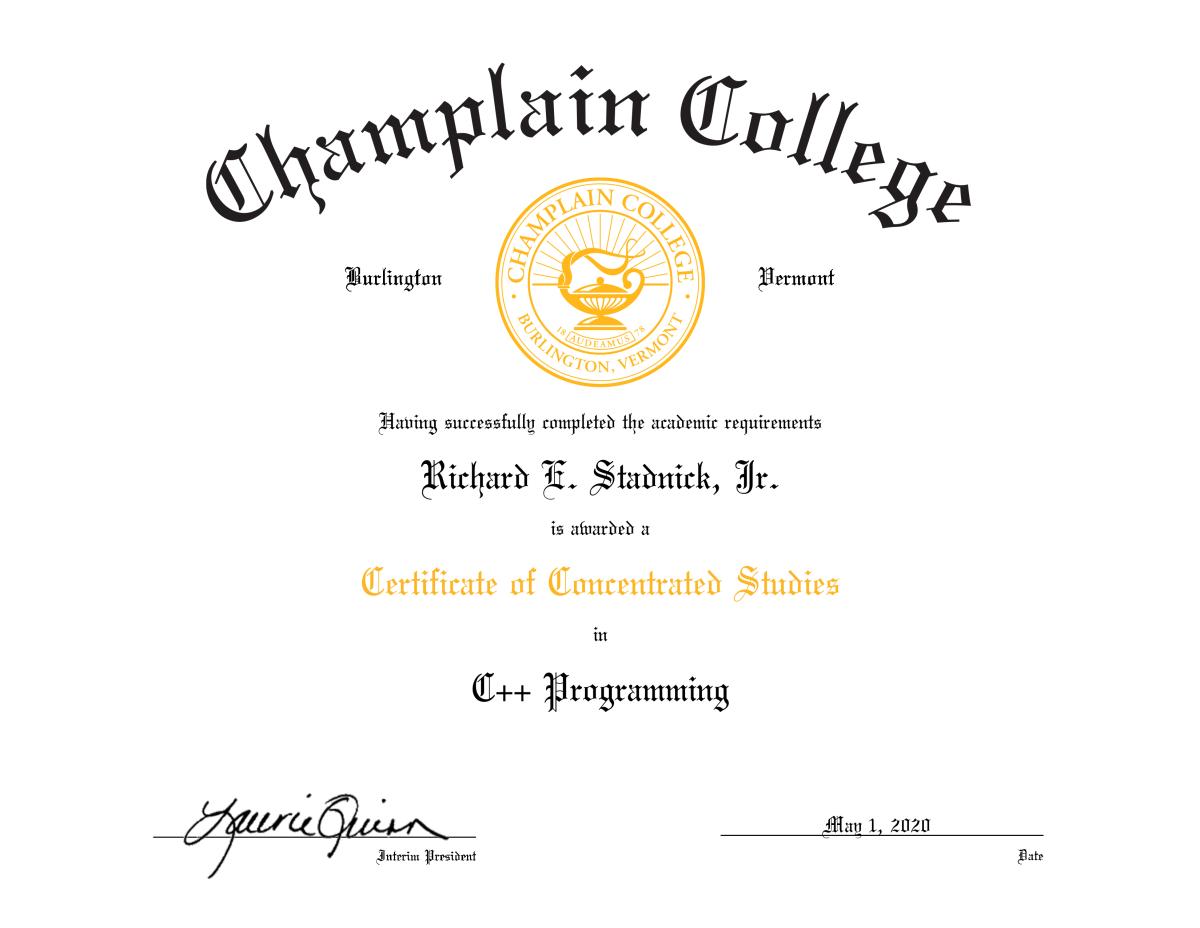 Champlain College
Burlington
Vermont
CHAMPLAIN COLLEGE
18 AUDEAMUS 78
BURLINGTON, VERMONT
Having successfully completed the academic requirements
Richard E. Stadnick, Jr.
is awarded a
Certificate of Concentrated Studies
in
C++ Programming
Laurie Quinn
May 1, 2020
Interim President
Date